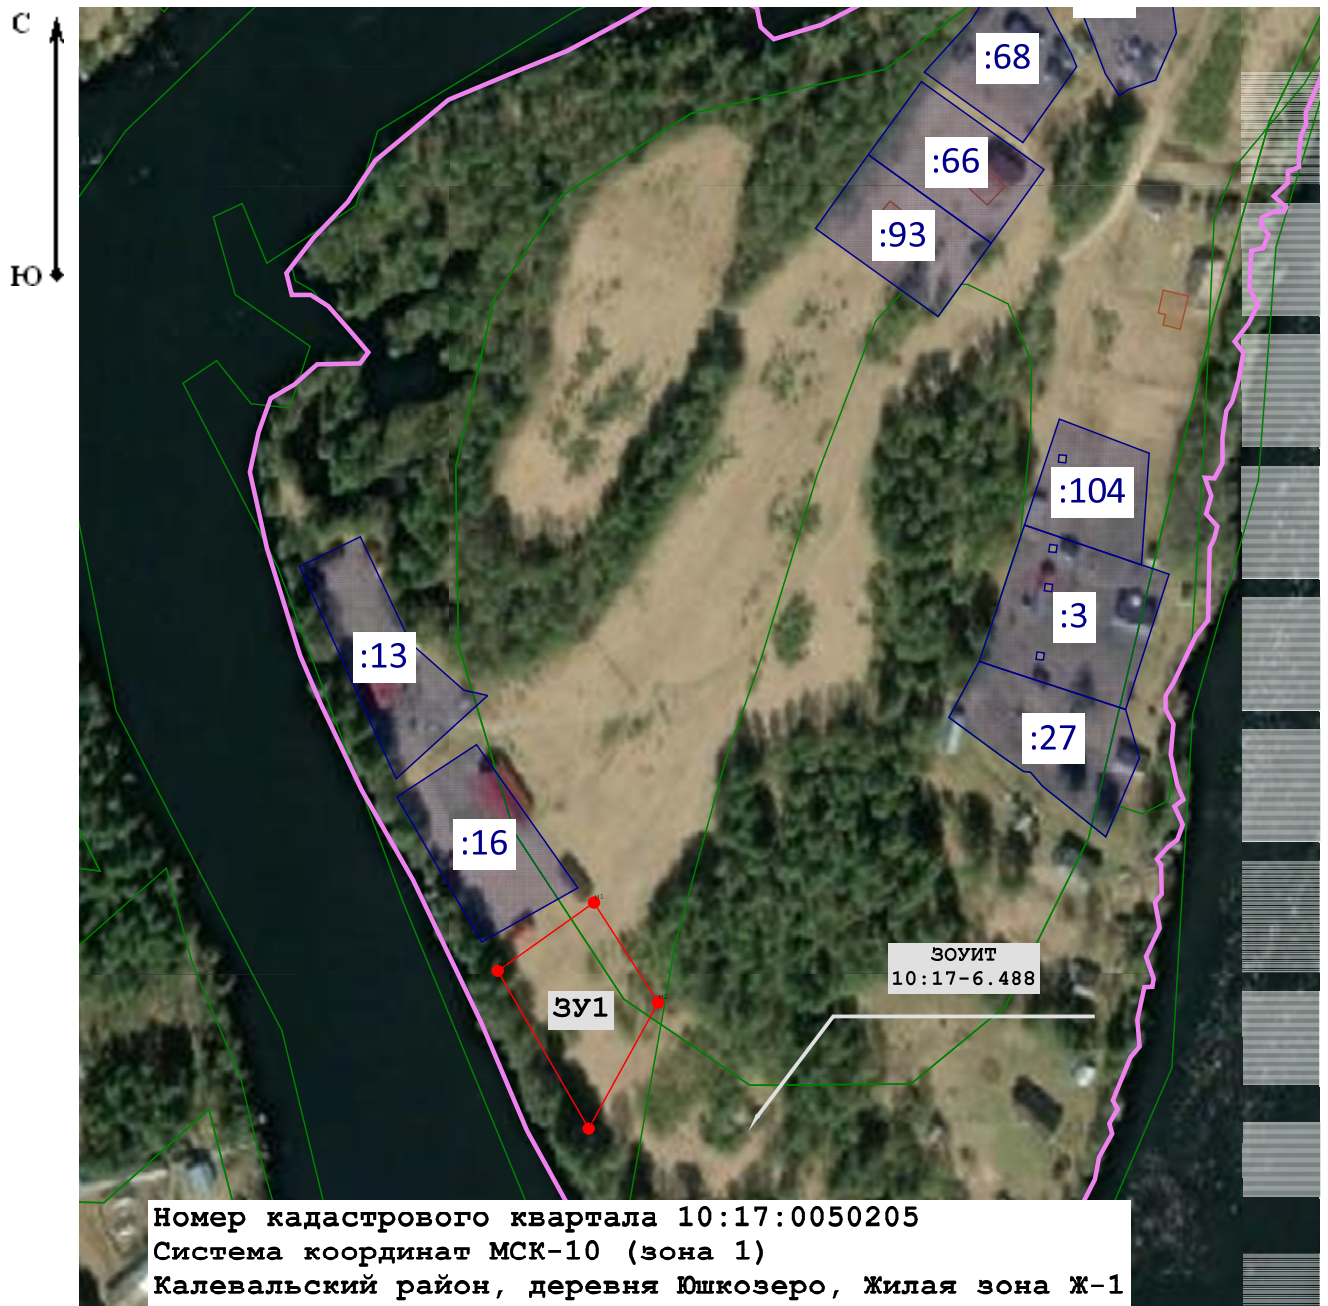 С
Ю
:68
:66
:93
:104
:3
:27
:13
:16
ЗУ1
ЗОУИТ
10:17-6.488
Номер кадастрового квартала 10:17:0050205
Система координат МСК-10 (зона 1)
Калевальский район, деревня Юшкозеро, Жилая зона Ж-1